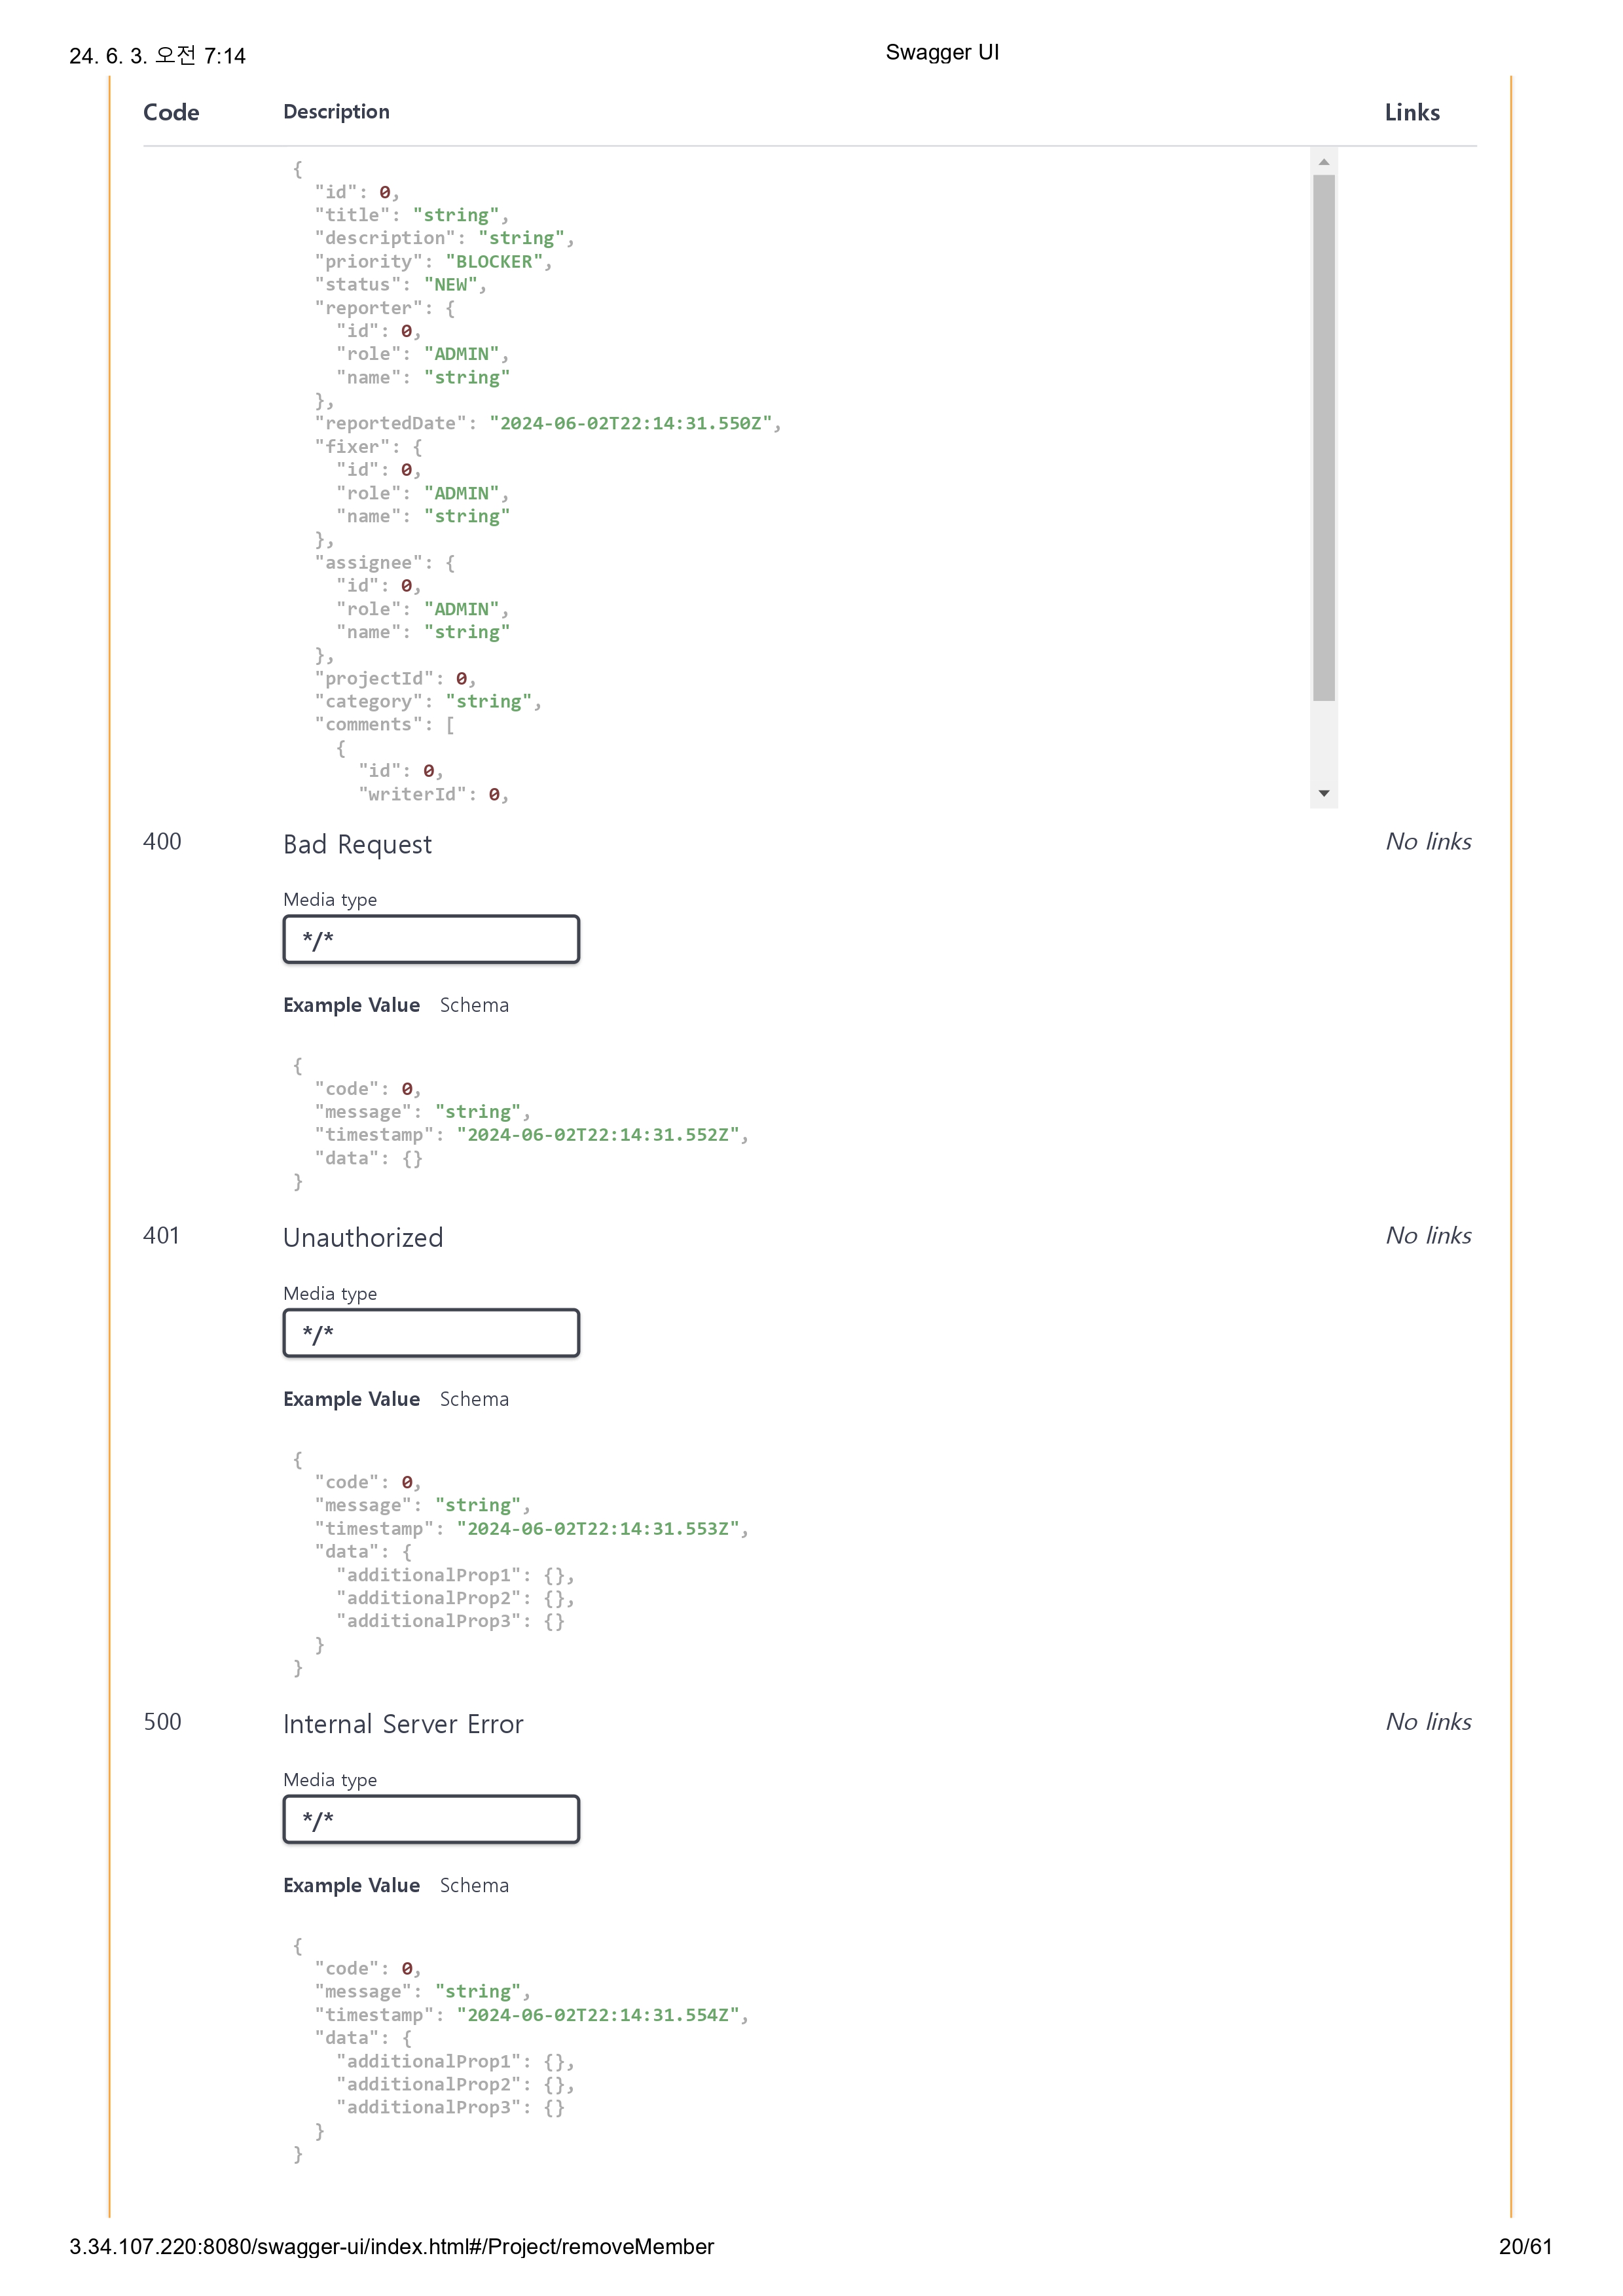 24. 6. 3. 오전 7:14
Swagger UI
Code Description Links
{
  "id": 0,
  "title": "string",
  "description": "string",
  "priority": "BLOCKER",
  "status": "NEW",
  "reporter": {
    "id": 0,
    "role": "ADMIN",
    "name": "string"
  },
  "reportedDate": "2024-06-02T22:14:31.550Z",
  "fixer": {
    "id": 0,
    "role": "ADMIN",
    "name": "string"
  },
  "assignee": {
    "id": 0,
    "role": "ADMIN",
    "name": "string"
  },
  "projectId": 0,
  "category": "string",
  "comments": [
    {
      "id": 0,
      "writerId": 0,
400 Bad Request No links
Media type
*/*
Example Value Schema
{
  "code": 0,
  "message": "string",
  "timestamp": "2024-06-02T22:14:31.552Z",
  "data": {}
}
401 Unauthorized No links
Media type
*/*
Example Value Schema
{
  "code": 0,
  "message": "string",
  "timestamp": "2024-06-02T22:14:31.553Z",
  "data": {
    "additionalProp1": {},
    "additionalProp2": {},
    "additionalProp3": {}
  }
}
500 Internal Server Error No links
Media type
*/*
Example Value Schema
{
  "code": 0,
  "message": "string",
  "timestamp": "2024-06-02T22:14:31.554Z",
  "data": {
    "additionalProp1": {},
    "additionalProp2": {},
    "additionalProp3": {}
  }
}
3.34.107.220:8080/swagger-ui/index.html#/Project/removeMember
20/61